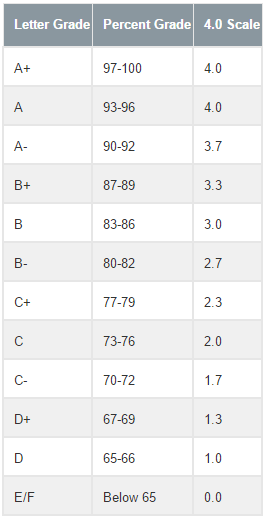 Letter Grade Percent Grade 4.0 Scale
A+ 97-100 4.0
A 93-96 4.0
A- 90-92 3.7
B+ 87-89 3.3
B 83-86 3.0
B- 80-82 2.7
C+ 77-79 2.3
C 73-76 2.0
C- 70-72 1.7
D+ 67-69 1.3
D 65-66 1.0
E/F Below 65 0.0